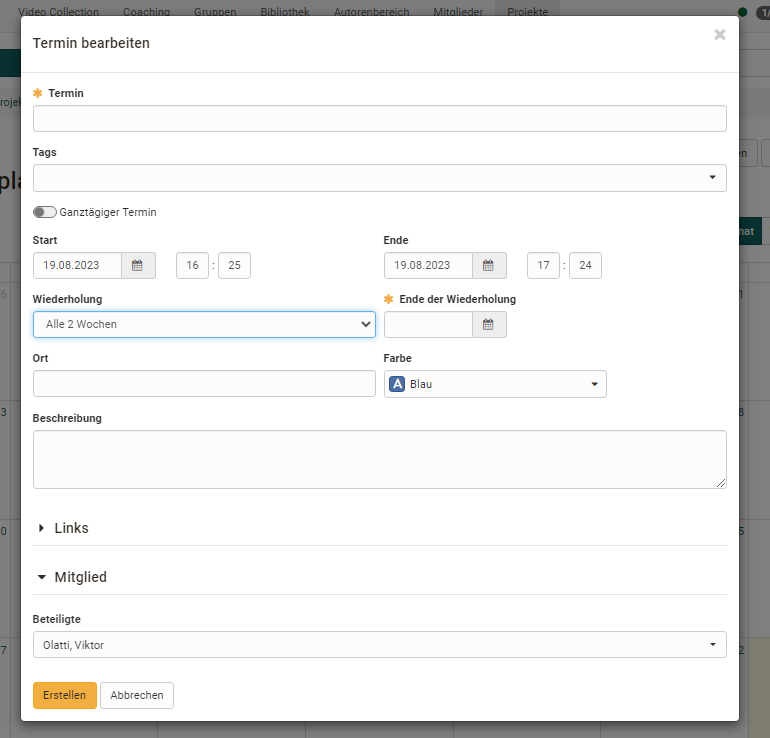 Video Collection Coaching Gruppen Bibliothek Autorenbereich Mitglieder Projekte
Termin bearbeiten
Termin
Tags
Ganztägiger Termin
Start Ende
19.08.2023 16 : 25 19.08.2023 17 : 24
Wiederholung Ende der Wiederholung
Alle 2 Wochen
Ort Farbe
A Blau
Beschreibung
Links
Mitglied
Beteiligte
Olatti, Viktor
Erstellen Abbrechen